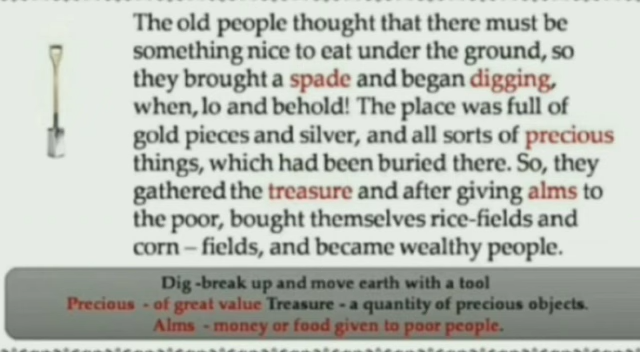 The old people thought that there must be
something nice to eat under the ground, so
they brought a spade and began digging,
when, lo and behold! The place was full of
gold pieces and silver, and all sorts of precious
things, which had been buried there. So, they
gathered the treasure and after giving alms to
the poor, bought themselves rice-fields and
corn – fields, and became wealthy people.
Dig -break up and move earth with a tool
Precious - of great value Treasure - a quantity of precious objects.
Alms - money or food given to poor people.